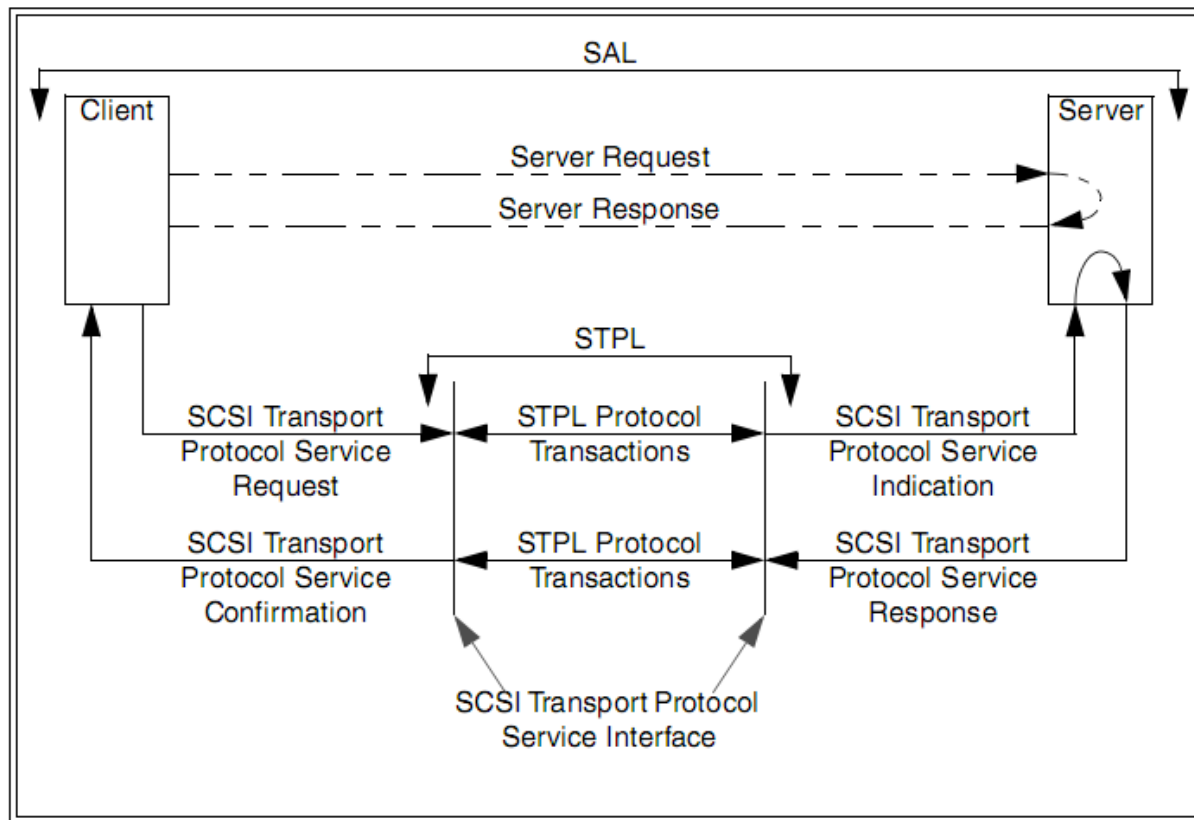 SAL
Client
Server
Server Request
Server Response
STPL
SCSI Transport
Protocol Service
Request
STPL Protocol
Transactions
SCSI Transport
Protocol Service
Indication
SCSI Transport
Protocol Service
Confirmation
STPL Protocol
Transactions
SCSI Transport
Protocol Service
Response
SCSI Transport Protocol
Service Interface